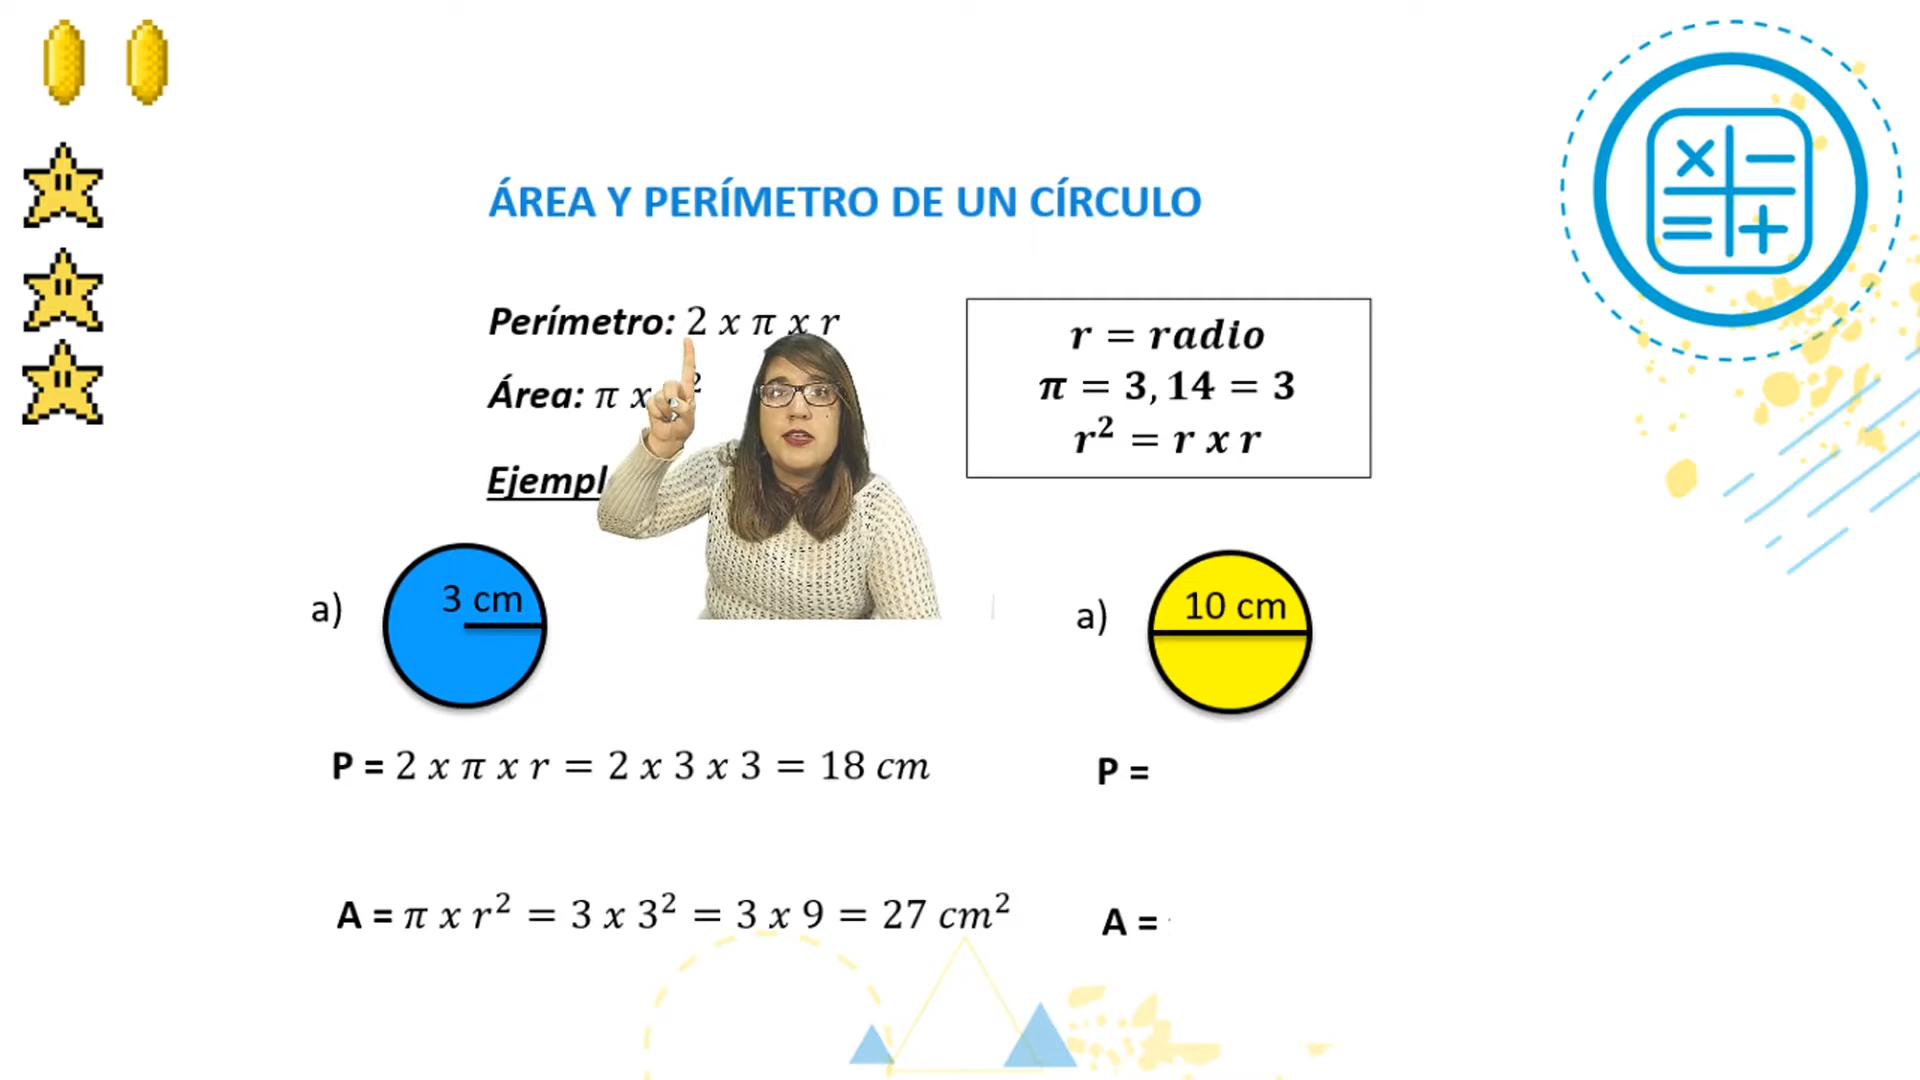 ÁREA Y PERÍMETRO DE UN CÍRCULO
Perímetro: 2 x π x r
Área: π x ²
Ejempl
r = radio
π = 3,14 = 3
r² = r x r
a)
3 cm
a)
10 cm
P = 2 x π x r = 2 x 3 x 3 = 18 cm
P =
A = π x r² = 3 x 3² = 3 x 9 = 27 cm²
A =